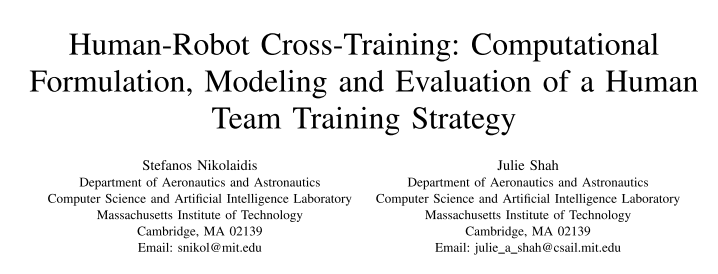 Human-Robot Cross-Training: Computational
Formulation, Modeling and Evaluation of a Human
Team Training Strategy
Stefanos Nikolaidis
Department of Aeronautics and Astronautics
Computer Science and Artificial Intelligence Laboratory
Massachusetts Institute of Technology
Cambridge, MA 02139
Email: snikol@mit.edu
Julie Shah
Department of Aeronautics and Astronautics
Computer Science and Artificial Intelligence Laboratory
Massachusetts Institute of Technology
Cambridge, MA 02139
Email: julie_a_shah@csail.mit.edu